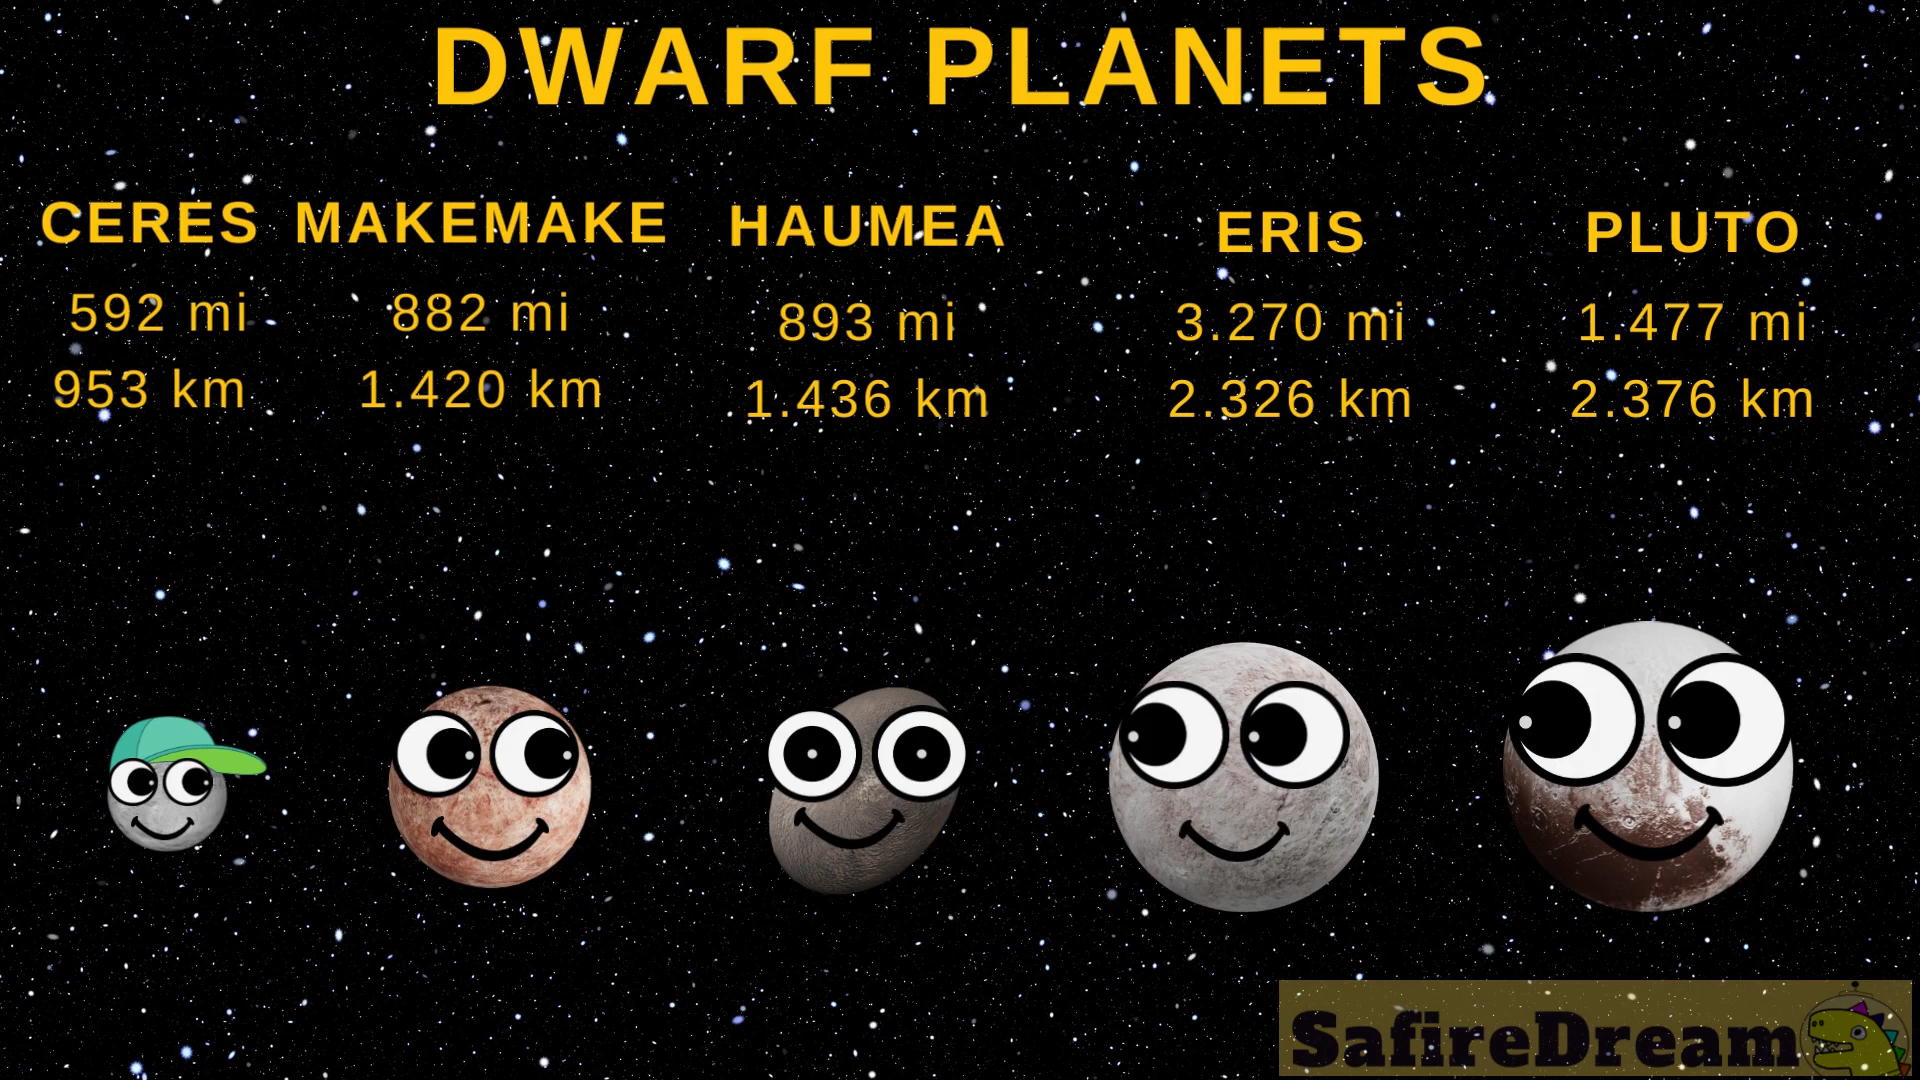 DWARF PLANETS
CERES
592 mi
953 km
MAKEMAKE
882 mi
1.420 km
HAUMEA
893 mi
1.436 km
ERIS
3.270 mi
2.326 km
PLUTO
1.477 mi
2.376 km
SafireDream